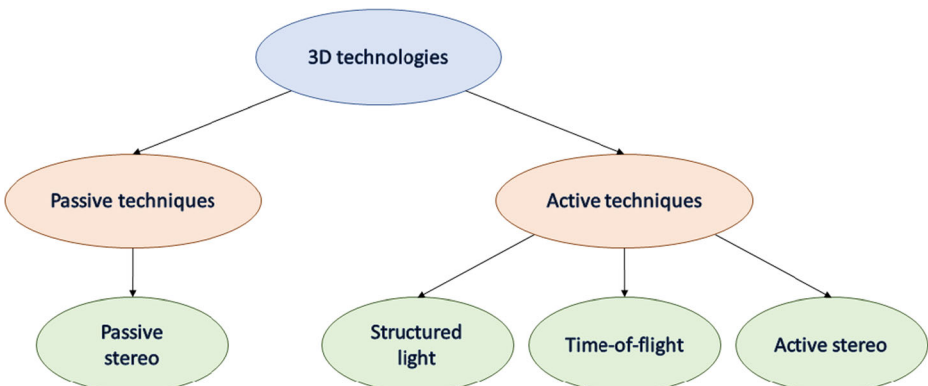 3D technologies
Passive techniques
Active techniques
Passive
stereo
Structured
light
Time-of-flight
Active stereo